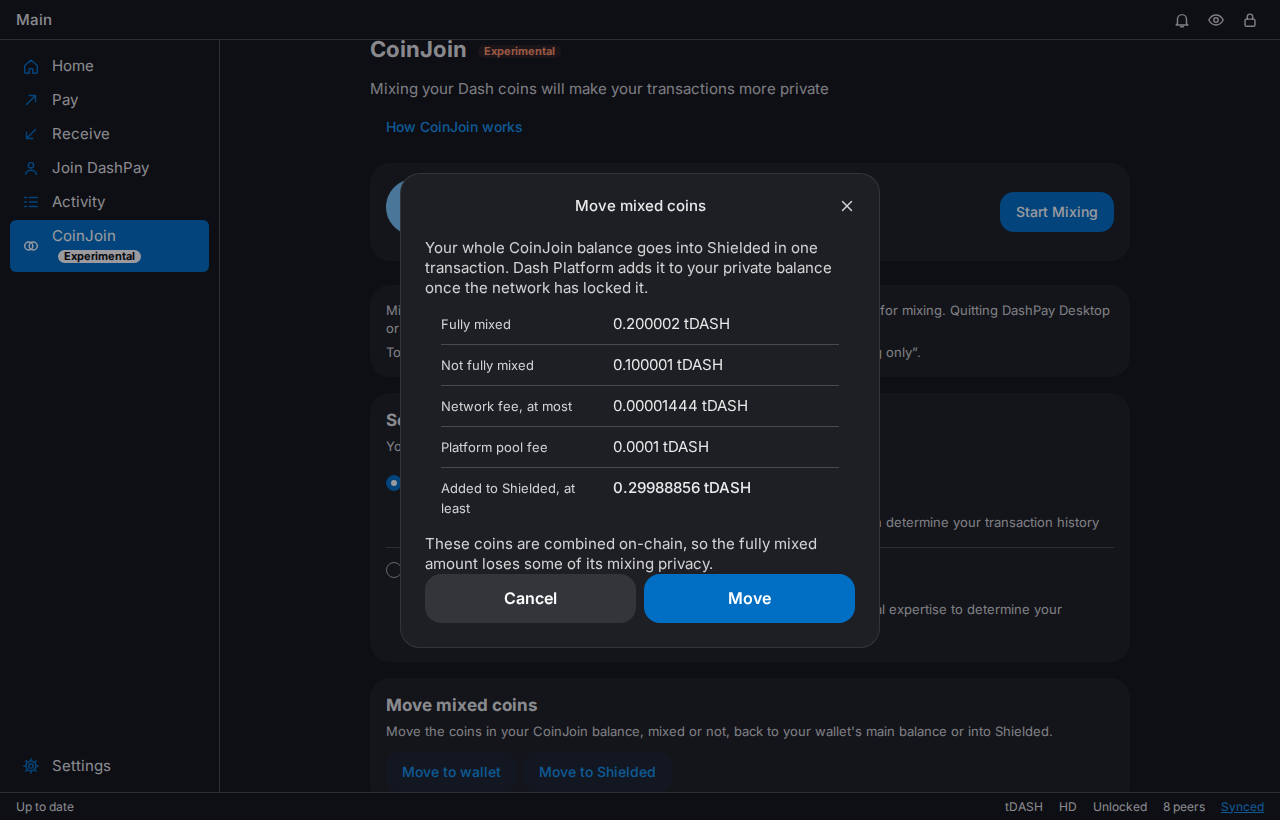 Main
Home
Pay
Receive
Join DashPay
Activity
CoinJoin
Experimental
Settings
CoinJoin Experimental
Mixing your Dash coins will make your transactions more private
How CoinJoin works
Start Mixing
for mixing. Quitting DashPay Desktop
or
To
only”.
Move mixed coins
Your whole CoinJoin balance goes into Shielded in one
transaction. Dash Platform adds it to your private balance
once the network has locked it.
Fully mixed 0.200002 tDASH
Not fully mixed 0.100001 tDASH
Network fee, at most 0.00001444 tDASH
Platform pool fee 0.0001 tDASH
Added to Shielded, at 0.29988856 tDASH
least
These coins are combined on-chain, so the fully mixed
amount loses some of its mixing privacy.
Cancel Move
determine your transaction history
expertise to determine your
Move mixed coins
Move the coins in your CoinJoin balance, mixed or not, back to your wallet's main balance or into Shielded.
Move to wallet Move to Shielded
Up to date
tDASH HD Unlocked 8 peers Synced